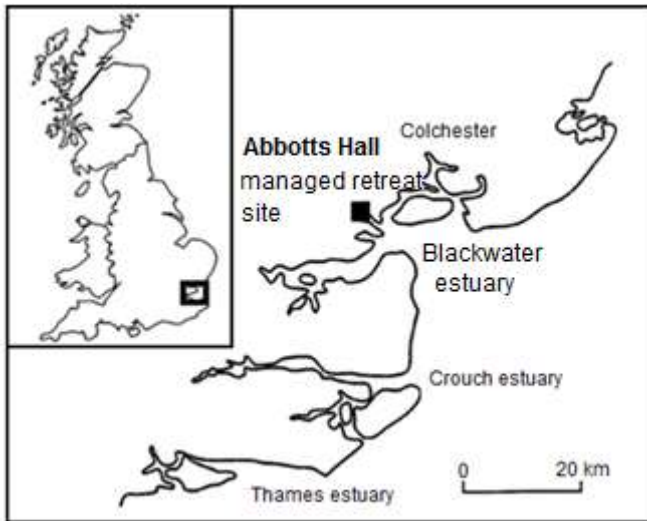 Colchester
Abbotts Hall
managed retreat
site
Blackwater
estuary
Crouch estuary
0 20 km
Thames estuary